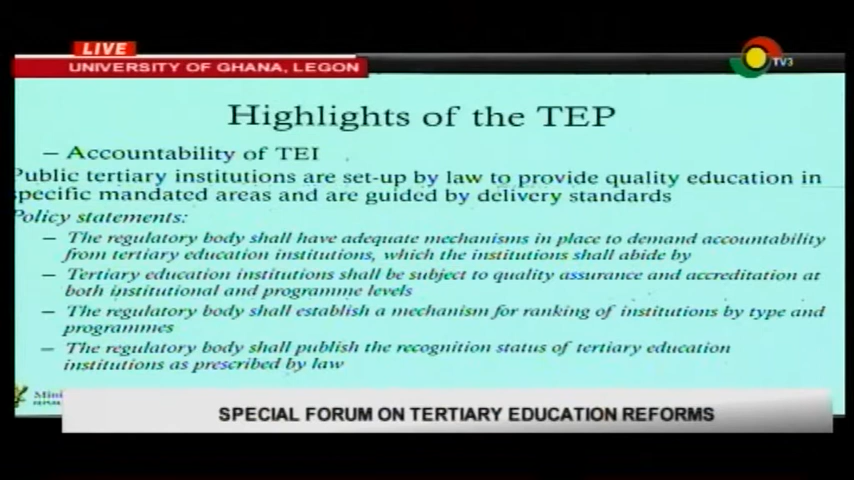 LIVE
UNIVERSITY OF GHANA, LEGON
TV3
Highlights of the TEP
– Accountability of TEI
Public tertiary institutions are set-up by law to provide quality education in
specific mandated areas and are guided by delivery standards
Policy statements:
– The regulatory body shall have adequate mechanisms in place to demand accountability
from tertiary education institutions, which the institutions shall abide by
– Tertiary education institutions shall be subject to quality assurance and accreditation at
both institutional and programme levels
– The regulatory body shall establish a mechanism for ranking of institutions by type and
programmes
– The regulatory body shall publish the recognition status of tertiary education
institutions as prescribed by law
SPECIAL FORUM ON TERTIARY EDUCATION REFORMS